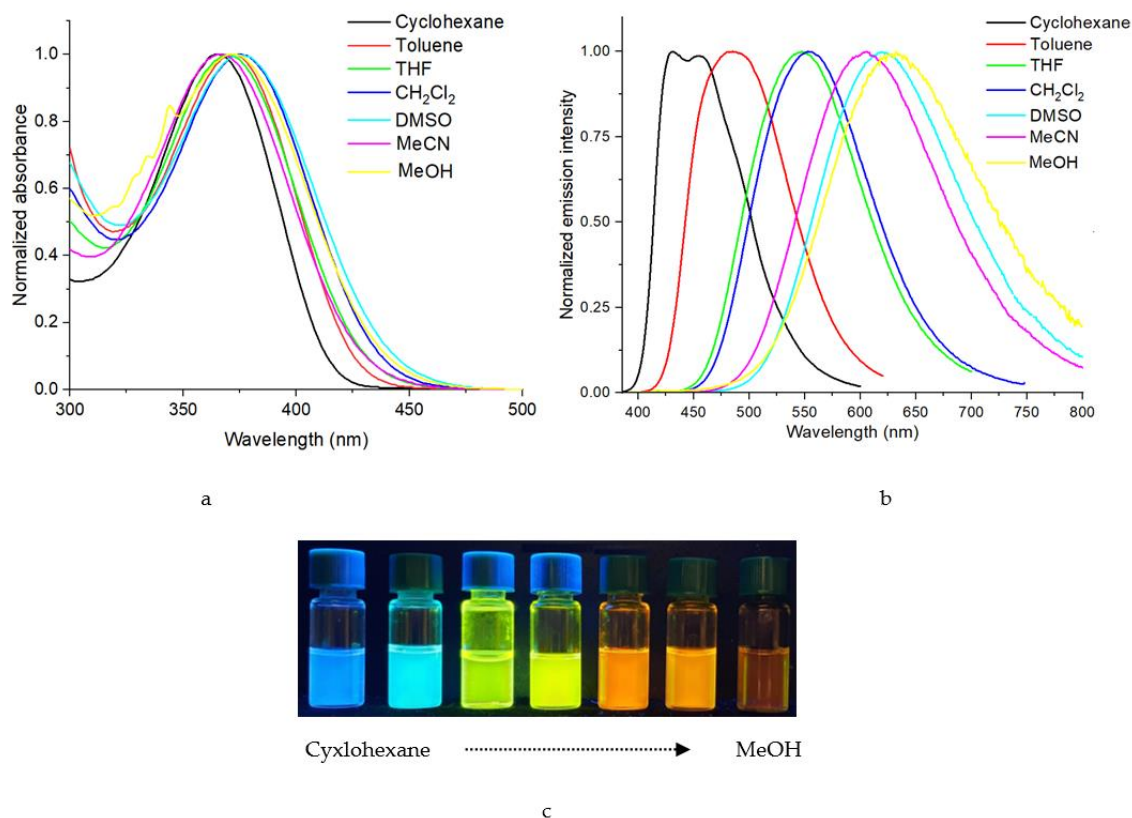 Cyclohexane
Toluene
THF
CH₂Cl₂
DMSO
MeCN
MeOH
Normalized absorbance
1.0
0.8
0.6
0.4
0.2
0.0
300 350 400 450 500
Wavelength (nm)
a
Cyclohexane
Toluene
THF
CH₂Cl₂
DMSO
MeCN
MeOH
Normalized emission intensity
1.00
0.75
0.50
0.25
0.00
400 450 500 550 600 650 700 750 800
Wavelength (nm)
b
Cyxlohexane MeOH
c